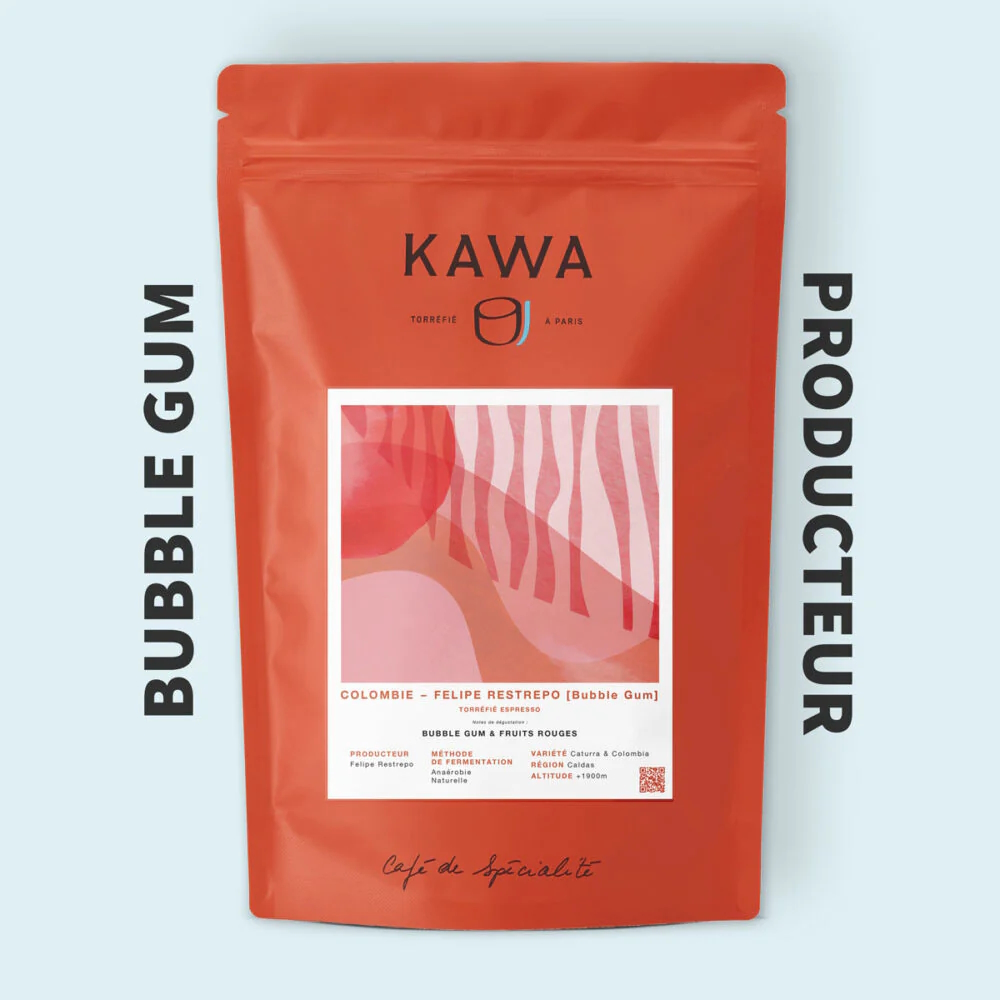 BUBBLE GUM
KAWA
TORRÉFIÉ A PARIS
COLOMBIE – FELIPE RESTREPO [Bubble Gum]
TORRÉFIÉ ESPRESSO
Notes de dégustation :
BUBBLE GUM & FRUITS ROUGES
PRODUCTEUR
Felipe Restrepo
MÉTHODE
DE FERMENTATION
Anaérobie
Naturelle
VARIÉTÉ Caturra & Colombia
RÉGION Caldas
ALTITUDE +1900m
Café de Spécialité
PRODUCTEUR